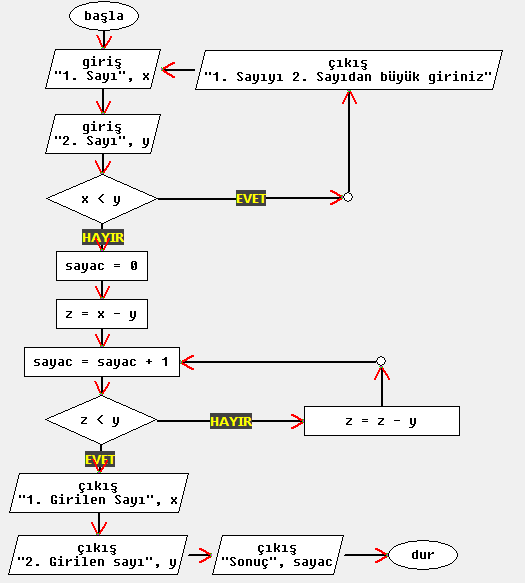 başla
giriş
"1. Sayı", x
çıkış
"1. Sayıyı 2. Sayıdan büyük giriniz"
giriş
"2. Sayı", y
x < y
EVET
HAYIR
sayac = 0
z = x - y
sayac = sayac + 1
z < y
HAYIR
z = z - y
EVET
çıkış
"1. Girilen Sayı", x
çıkış
"2. Girilen sayı", y
çıkış
"Sonuç", sayac
dur